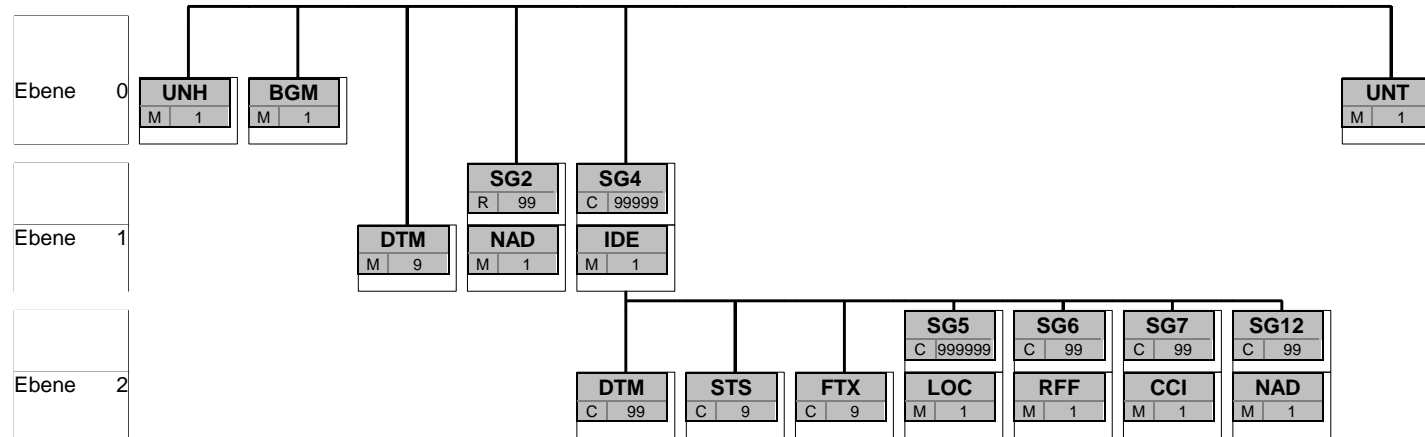 Ebene 0
UNH BGM UNT
M 1 M 1 M 1
SG2 SG4
R 99 C 99999
Ebene 1
DTM NAD IDE
M 9 M 1 M 1
SG5 SG6 SG7 SG12
C 999999 C 99 C 99 C 99
Ebene 2
DTM STS FTX LOC RFF CCI NAD
C 99 C 9 C 9 M 1 M 1 M 1 M 1